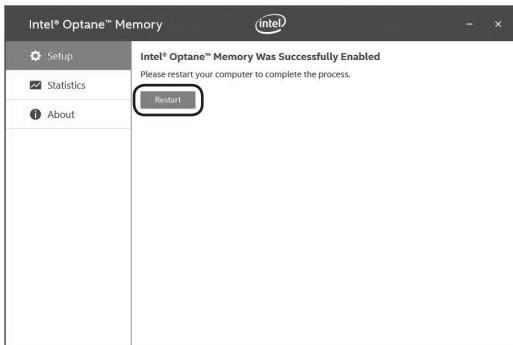 Intel® Optane™ Memory
intel
Setup
Statistics
About
Intel® Optane™ Memory Was Successfully Enabled
Please restart your computer to complete the process.
Restart